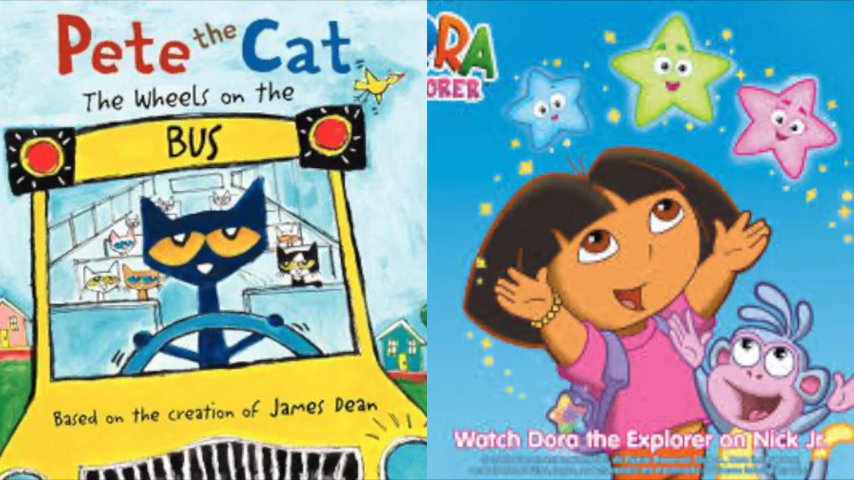 Pete the Cat
The Wheels on the
BUS
Based on the creation of James Dean
RA
ORER
Watch Dora the Explorer on Nick Jr.